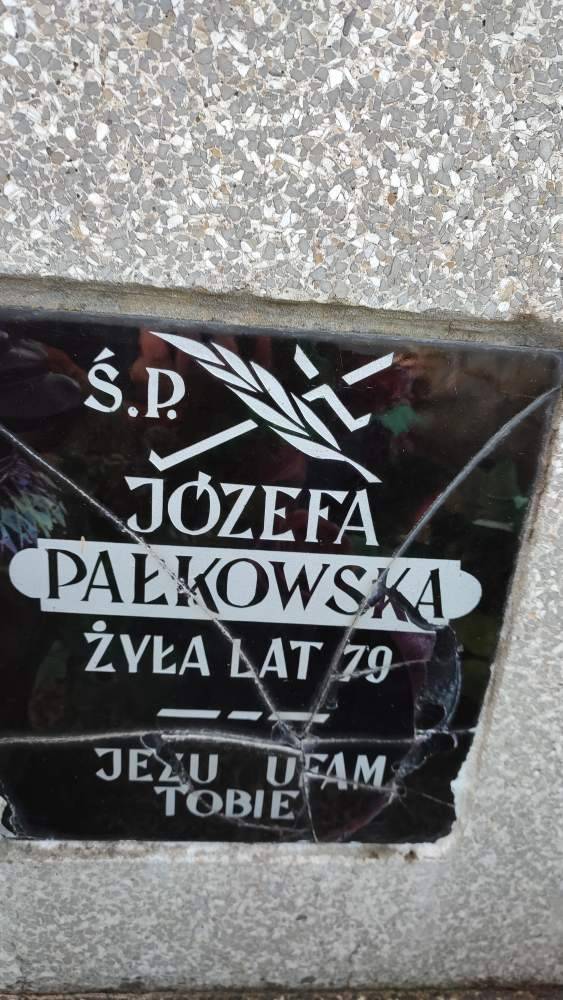 Ś.P.
JÓZEFA
PAŁKOWSKA
ŻYŁA LAT 79
JEZU UFAM
TOBIE